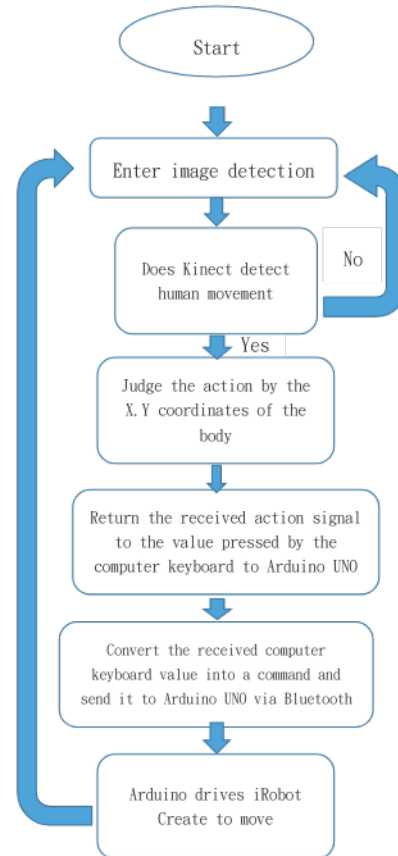 Start
Enter image detection
Does Kinect detect
human movement
No
Yes
Judge the action by the
X.Y coordinates of the
body
Return the received action signal
to the value pressed by the
computer keyboard to Arduino UNO
Convert the received computer
keyboard value into a command and
send it to Arduino UNO via Bluetooth
Arduino drives iRobot
Create to move